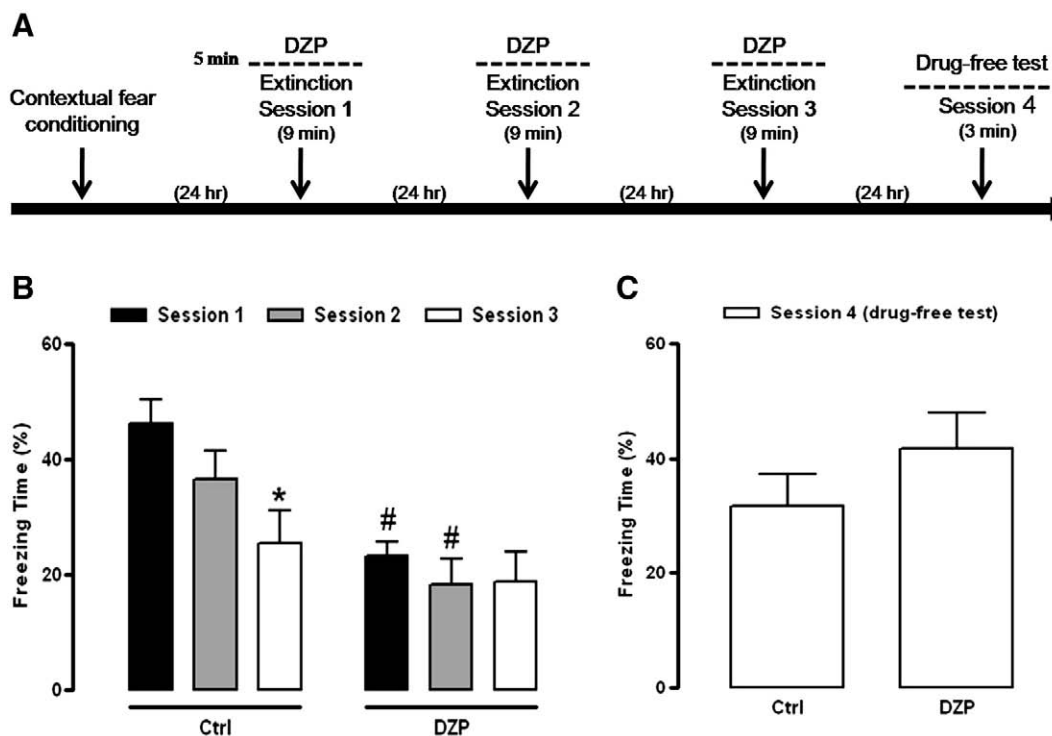 A
Contextual fear
conditioning
5 min
DZP
Extinction
Session 1
(9 min)
DZP
Extinction
Session 2
(9 min)
DZP
Extinction
Session 3
(9 min)
Drug-free test
Session 4
(3 min)
(24 hr)
(24 hr)
(24 hr)
(24 hr)
B
Session 1
Session 2
Session 3
Freezing Time (%)
60
40
20
0
*
#
#
Ctrl
DZP
C
Session 4 (drug-free test)
Freezing Time (%)
60
40
20
0
Ctrl
DZP